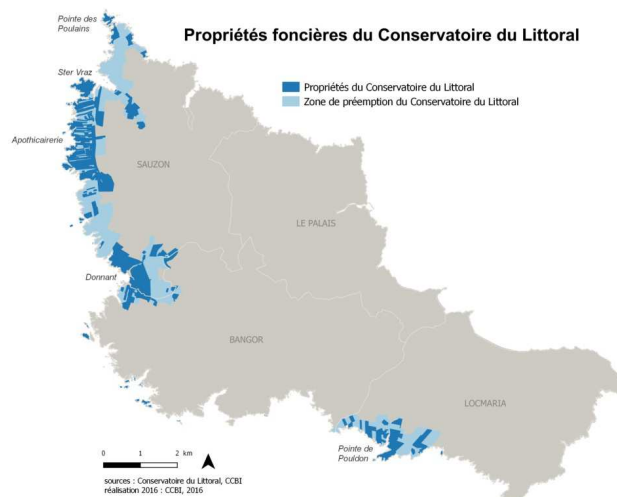 Pointe des
Poulains
Propriétés foncières du Conservatoire du Littoral
Ster Vraz
Propriétés du Conservatoire du Littoral
Zone de préemption du Conservatoire du Littoral
Apothicairerie
SAUZON
LE PALAIS
Donnant
BANGOR
LOCMARIA
Pointe de
Pouldon
0 1 2 km
sources : Conservatoire du Littoral, CCBI
réalisation 2016 : CCBI, 2016